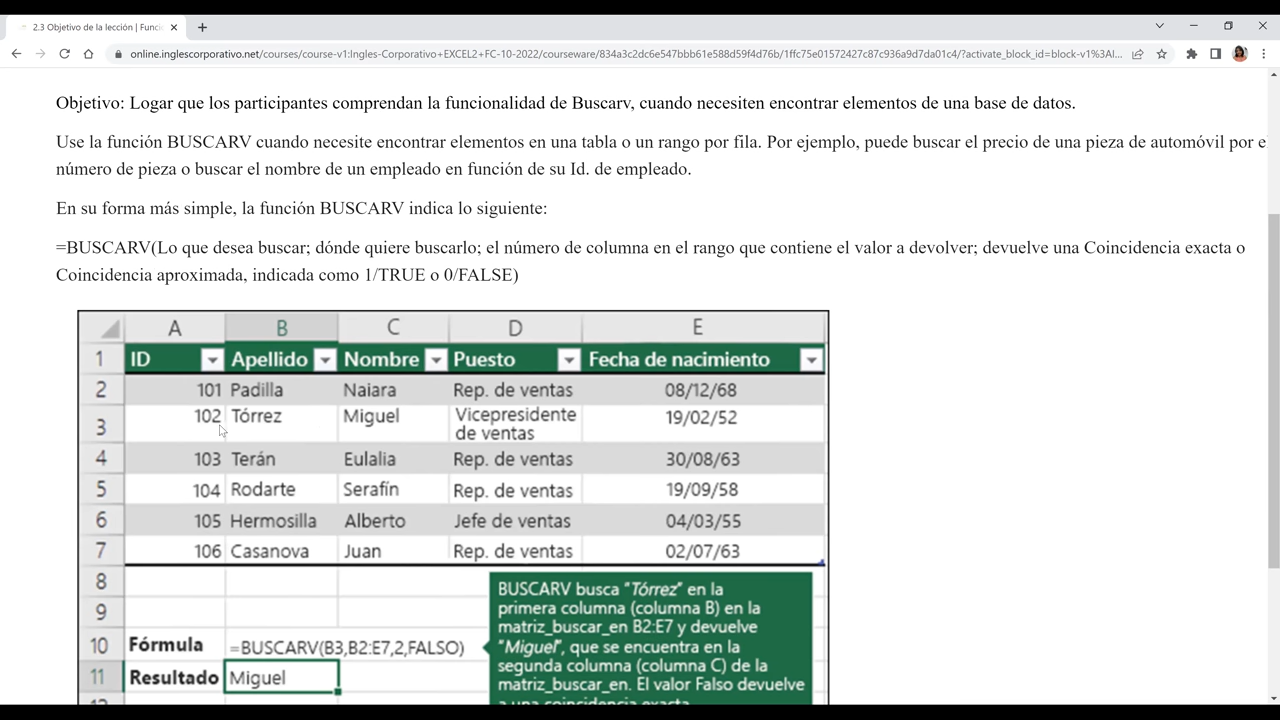 2.3 Objetivo de la lección | Funci
online.inglescorporativo.net/courses/course-v1:Ingles-Corporativo+EXCEL2+FC-10-2022/courseware/834a3c2dc6e547bbb61e588d59f4d76b/1ffc75e01572427c87c936a9d7da01c4/?activate_block_id=block-v1%3Al...
Objetivo: Logar que los participantes comprendan la funcionalidad de Buscarv, cuando necesiten encontrar elementos de una base de datos.
Use la función BUSCARV cuando necesite encontrar elementos en una tabla o un rango por fila. Por ejemplo, puede buscar el precio de una pieza de automóvil por e
número de pieza o buscar el nombre de un empleado en función de su Id. de empleado.
En su forma más simple, la función BUSCARV indica lo siguiente:
=BUSCARV(Lo que desea buscar; dónde quiere buscarlo; el número de columna en el rango que contiene el valor a devolver; devuelve una Coincidencia exacta o
Coincidencia aproximada, indicada como 1/TRUE o 0/FALSE)
A B C D E
1 ID Apellido Nombre Puesto Fecha de nacimiento
2 101 Padilla Naiara Rep. de ventas 08/12/68
3 102 Tórrez Miguel Vicepresidente 19/02/52
de ventas
4 103 Terán Eulalia Rep. de ventas 30/08/63
5 104 Rodarte Serafín Rep. de ventas 19/09/58
6 105 Hermosilla Alberto Jefe de ventas 04/03/55
7 106 Casanova Juan Rep. de ventas 02/07/63
8
9
10 Fórmula =BUSCARV(B3,B2:E7,2,FALSO)
11 Resultado Miguel
BUSCARV busca "Tórrez" en la
primera columna (columna B) en la
matriz_buscar_en B2:E7 y devuelve
"Miguel", que se encuentra en la
segunda columna (columna C) de la
matriz_buscar_en. El valor Falso devuelve
a una coincidencia exacta.